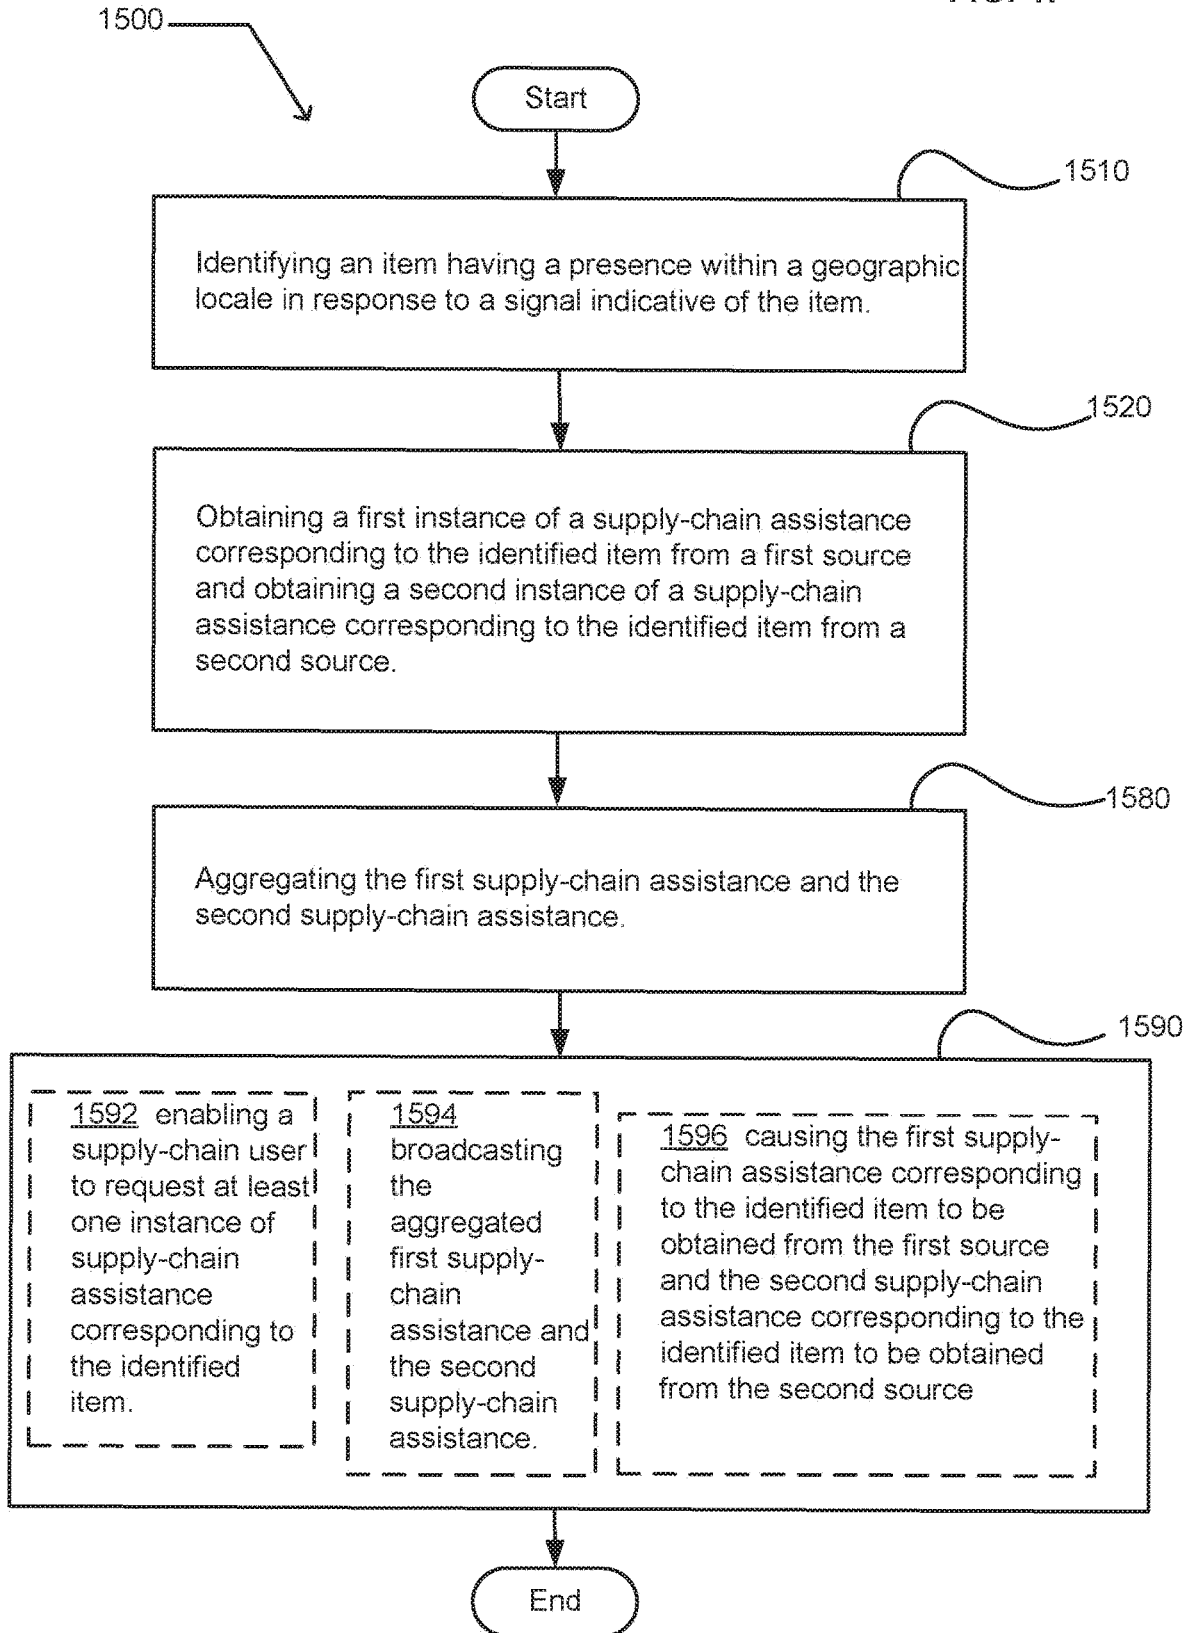 1500
Start
1510
Identifying an item having a presence within a geographic
locale in response to a signal indicative of the item.
1520
Obtaining a first instance of a supply-chain assistance
corresponding to the identified item from a first source
and obtaining a second instance of a supply-chain
assistance corresponding to the identified item from a
second source.
1580
Aggregating the first supply-chain assistance and the
second supply-chain assistance.
1590
1592 enabling a
supply-chain user
to request at least
one instance of
supply-chain
assistance
corresponding to
the identified
item.
1594
broadcasting
the
aggregated
first supply-
chain
assistance and
the second
supply-chain
assistance.
1596 causing the first supply-
chain assistance corresponding
to the identified item to be
obtained from the first source
and the second supply-chain
assistance corresponding to the
identified item to be obtained
from the second source
End